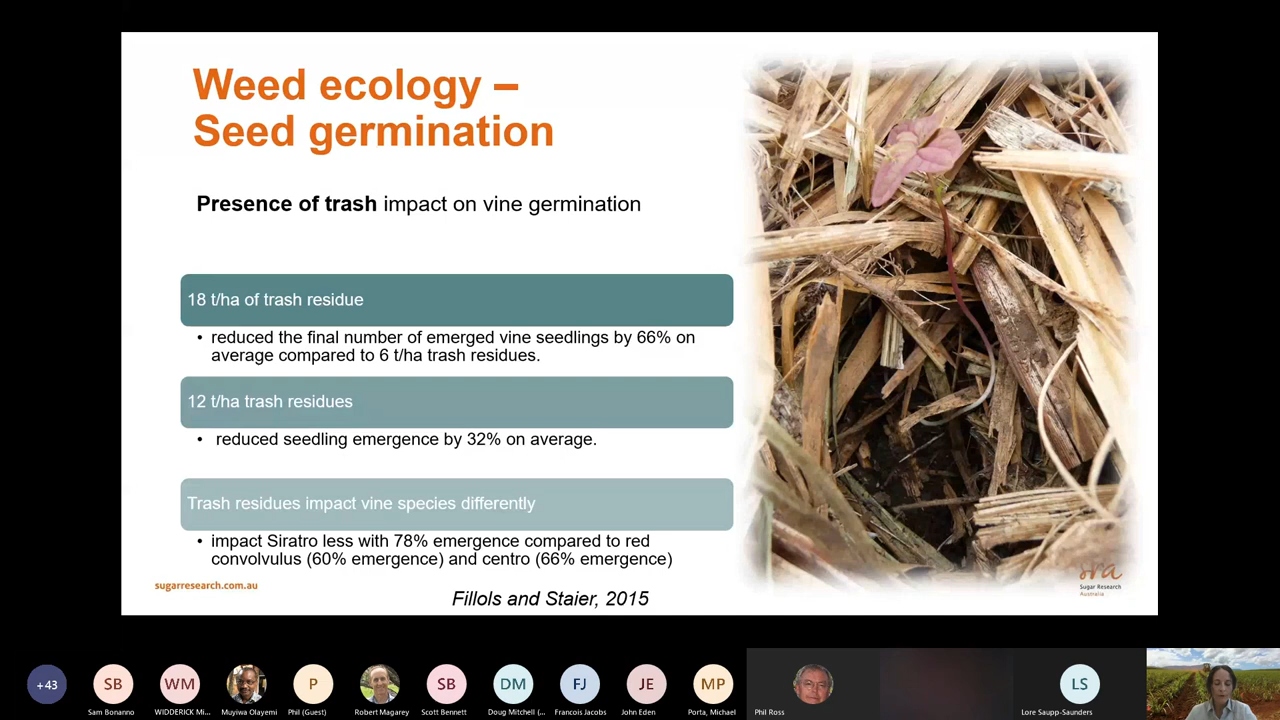 Weed ecology –
Seed germination
Presence of trash impact on vine germination
18 t/ha of trash residue
• reduced the final number of emerged vine seedlings by 66% on
average compared to 6 t/ha trash residues.
12 t/ha trash residues
• reduced seedling emergence by 32% on average.
Trash residues impact vine species differently
• impact Siratro less with 78% emergence compared to red
convolvulus (60% emergence) and centro (66% emergence)
sugarresearch.com.au
Fillols and Staier, 2015
sra
Sugar Research
Australia
+43
SB
WM
P
SB
DM
FJ
JE
MP
LS
Sam Bonanno
WIDDERICK Mi...
Muyiwa Olayemi
Phil (Guest)
Robert Magarey
Scott Bennett
Doug Mitchell (...
Francois Jacobs
John Eden
Porta, Michael
Phil Ross
Lore Saupp-Saunders